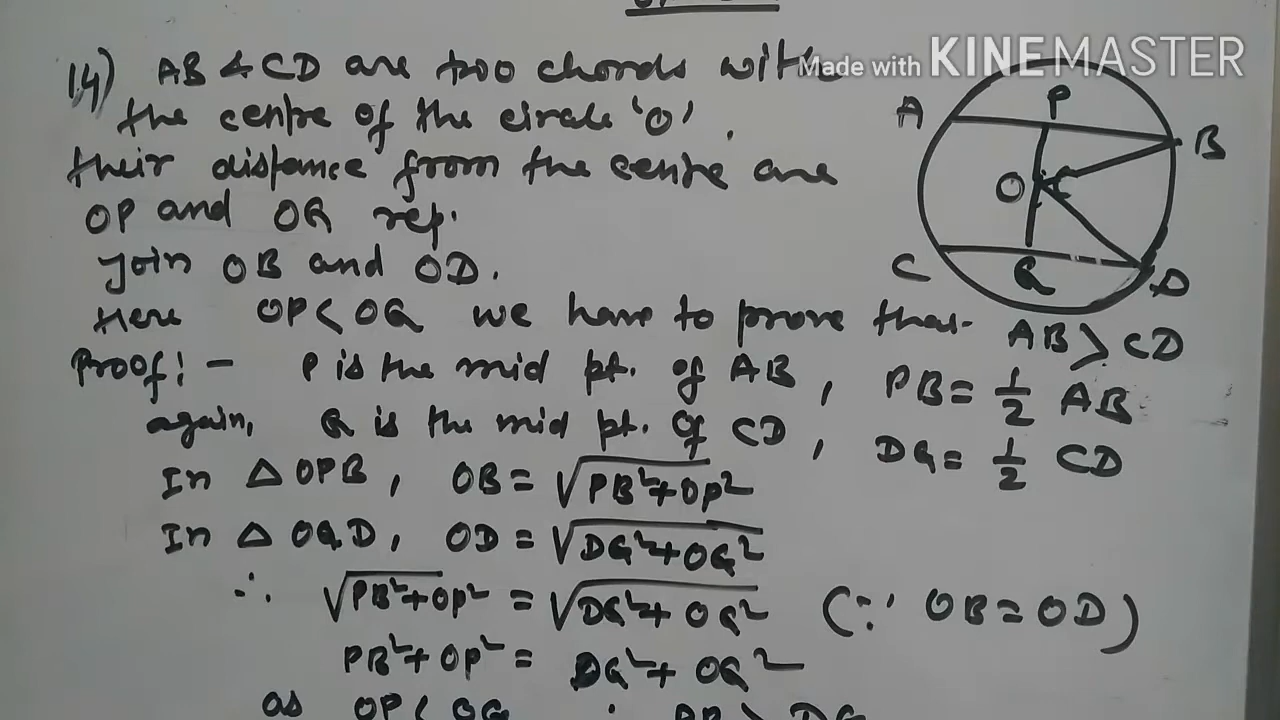 Made with KINEMASTER
14) AB & CD are two chords with
the centre of the circle 'O'.
their distance from the centre are
OP and OQ rep.
Join OB and OD.
Here OP < OQ we have to prove that AB > CD
Proof:- P is the mid pt. of AB, PB = 1/2 AB
again, Q is the mid pt. of CD, DQ = 1/2 CD
In △ OPB, OB = √PB²+OP²
In △ OQD, OD = √DQ²+OQ²
∴ √PB²+OP² = √DQ²+OQ² (∵ OB = OD)
PB²+OP² = DQ²+OQ²
as OP < OQ
A
P
B
O
C
Q
D